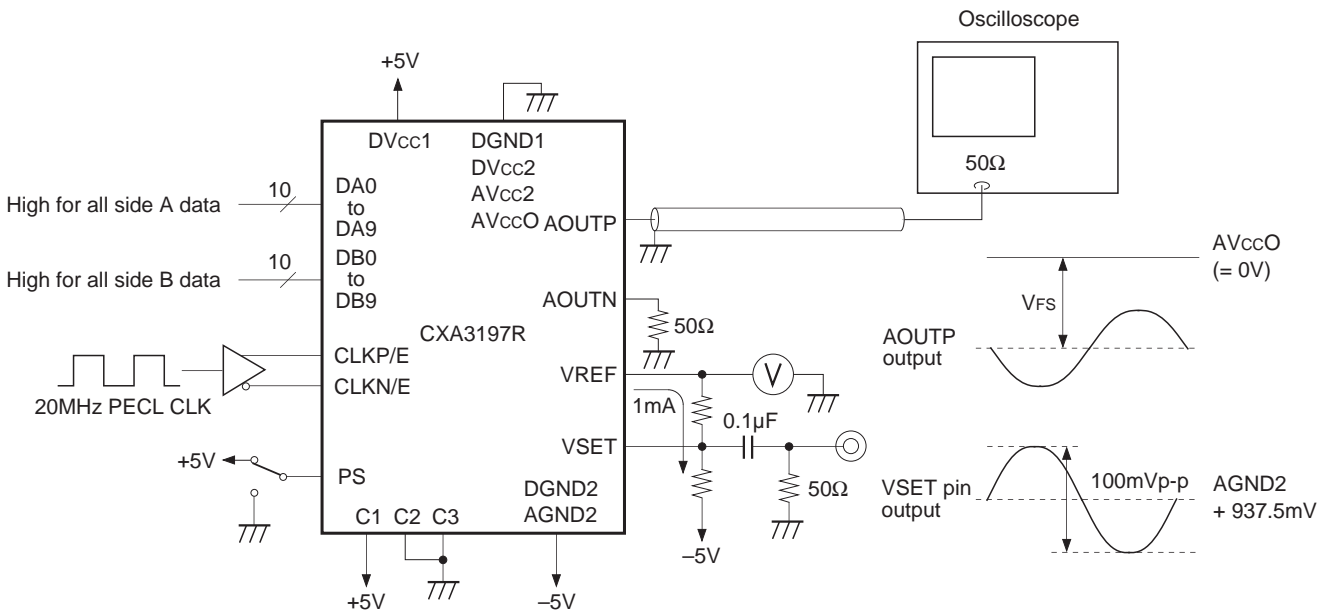 Oscilloscope
50Ω
+5V
DVCC1
DGND1
DVCC2
AVCC2
AVCCO
AOUTP
High for all side A data
10
DA0
to
DA9
High for all side B data
10
DB0
to
DB9
AOUTN
50Ω
CXA3197R
CLKP/E
CLKN/E
20MHz PECL CLK
VREF
V
1mA
0.1µF
VSET
50Ω
+5V
PS
DGND2
AGND2
C1
C2
C3
+5V
–5V
–5V
AVCCO
(= 0V)
VFS
AOUTP
output
VSET pin
output
100mVp-p
AGND2
+ 937.5mV